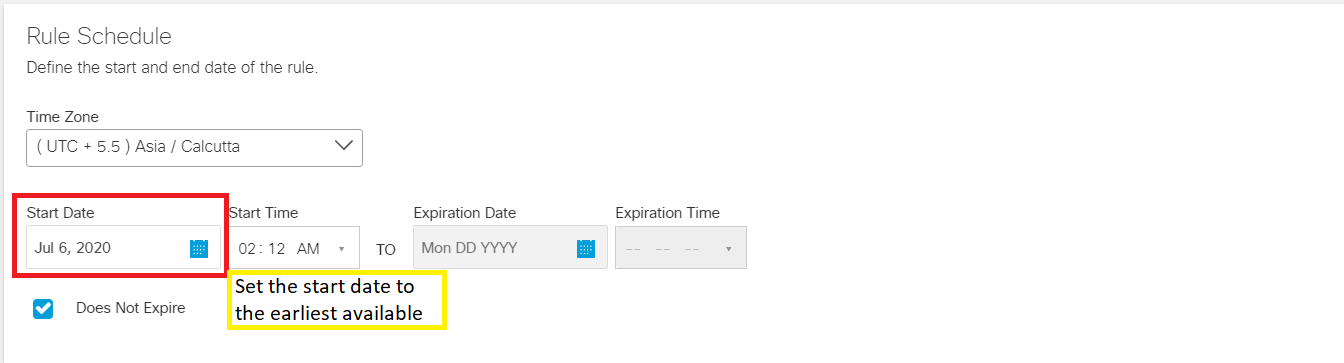 Rule Schedule
Define the start and end date of the rule.
Time Zone
( UTC + 5.5 ) Asia / Calcutta
Start Date Start Time Expiration Date Expiration Time
Jul 6, 2020 02 : 12 AM TO Mon DD YYYY -- -- --
Set the start date to
the earliest available
Does Not Expire